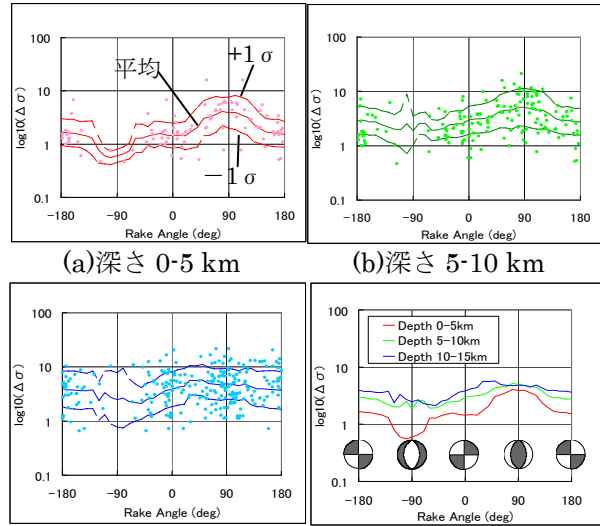 100
10
1
0.1
log10(Δσ)
平均
+1σ
−1σ
-180 -90 0 90 180
Rake Angle (deg)
(a)深さ 0-5 km
100
10
1
0.1
log10(Δσ)
-180 -90 0 90 180
Rake Angle (deg)
(b)深さ 5-10 km
100
10
1
0.1
log10(Δσ)
-180 -90 0 90 180
Rake Angle (deg)
100
10
1
0.1
log10(Δσ)
Depth 0-5km
Depth 5-10km
Depth 10-15km
-180 -90 0 90 180
Rake Angle (deg)